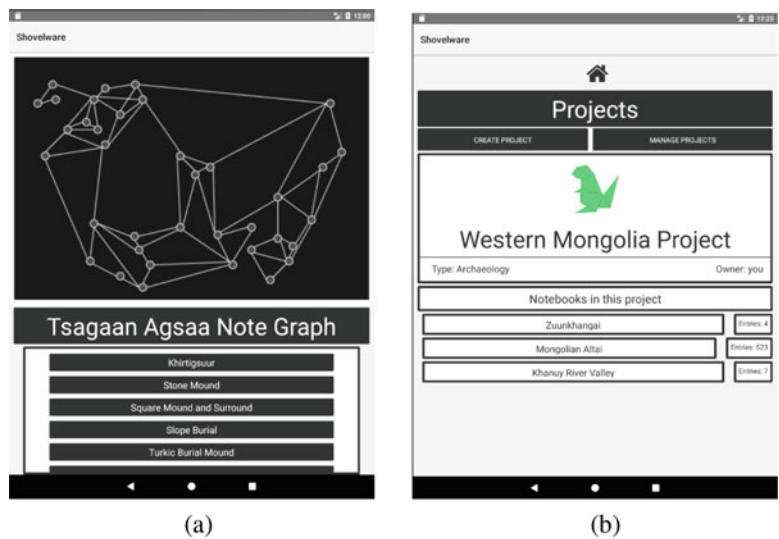 12:00
Shovelware
Tsagaan Agsaa Note Graph
Khirtigsuur
Stone Mound
Square Mound and Surround
Slope Burial
Turkic Burial Mound
(a)
12:25
Shovelware
Projects
CREATE PROJECT MANAGE PROJECTS
Western Mongolia Project
Type: Archaeology Owner: you
Notebooks in this project
Zuunkhangai Entries: 4
Mongolian Altai Entries: 523
Khanuy River Valley Entries: 7
(b)